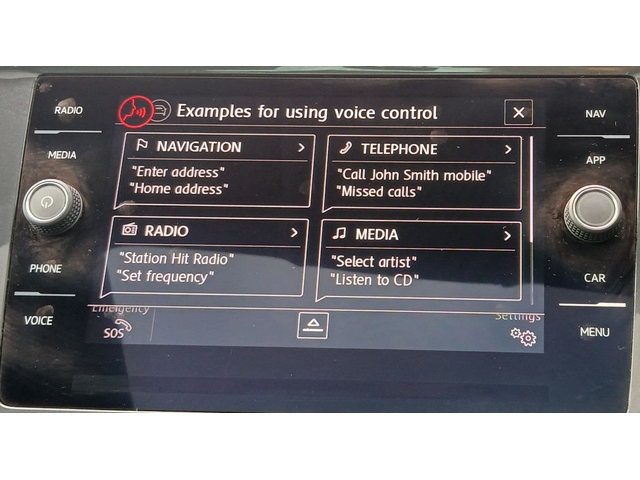 RADIO
MEDIA
PHONE
VOICE
Examples for using voice control
NAVIGATION
"Enter address"
"Home address"
TELEPHONE
"Call John Smith mobile"
"Missed calls"
RADIO
"Station Hit Radio"
"Set frequency"
MEDIA
"Select artist"
"Listen to CD"
Emergency
SOS
Settings
NAV
APP
CAR
MENU